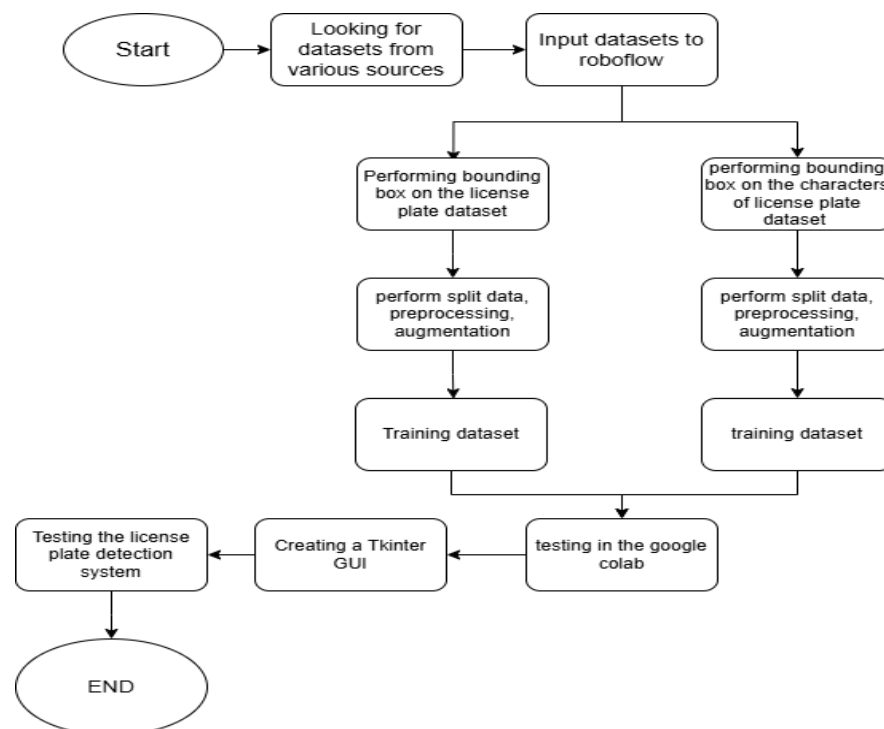 Start
Looking for
datasets from
various sources
Input datasets to
roboflow
Performing bounding
box on the license
plate dataset
performing bounding
box on the characters
of license plate
dataset
perform split data,
preprocessing,
augmentation
perform split data,
preprocessing,
augmentation
Training dataset
training dataset
Testing the license
plate detection
system
Creating a Tkinter
GUI
testing in the google
colab
END